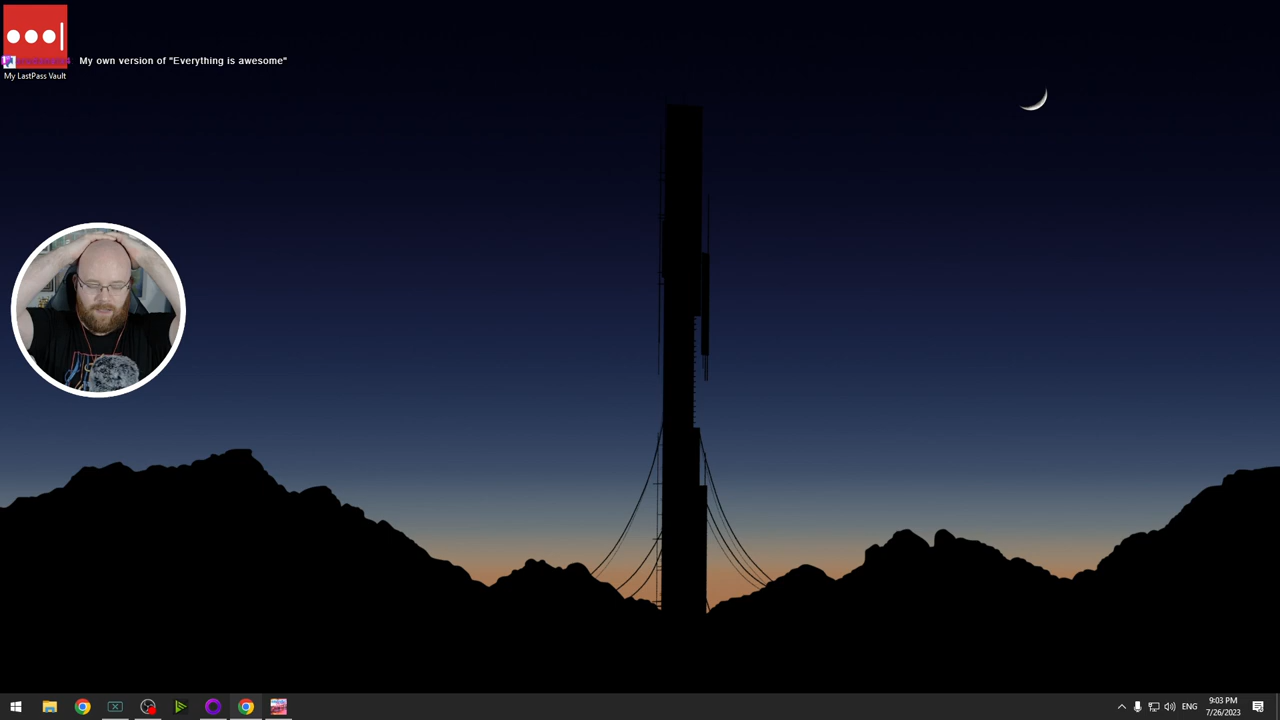 My own version of "Everything is awesome"
My LastPass Vault
ENG
9:03 PM
7/26/2023